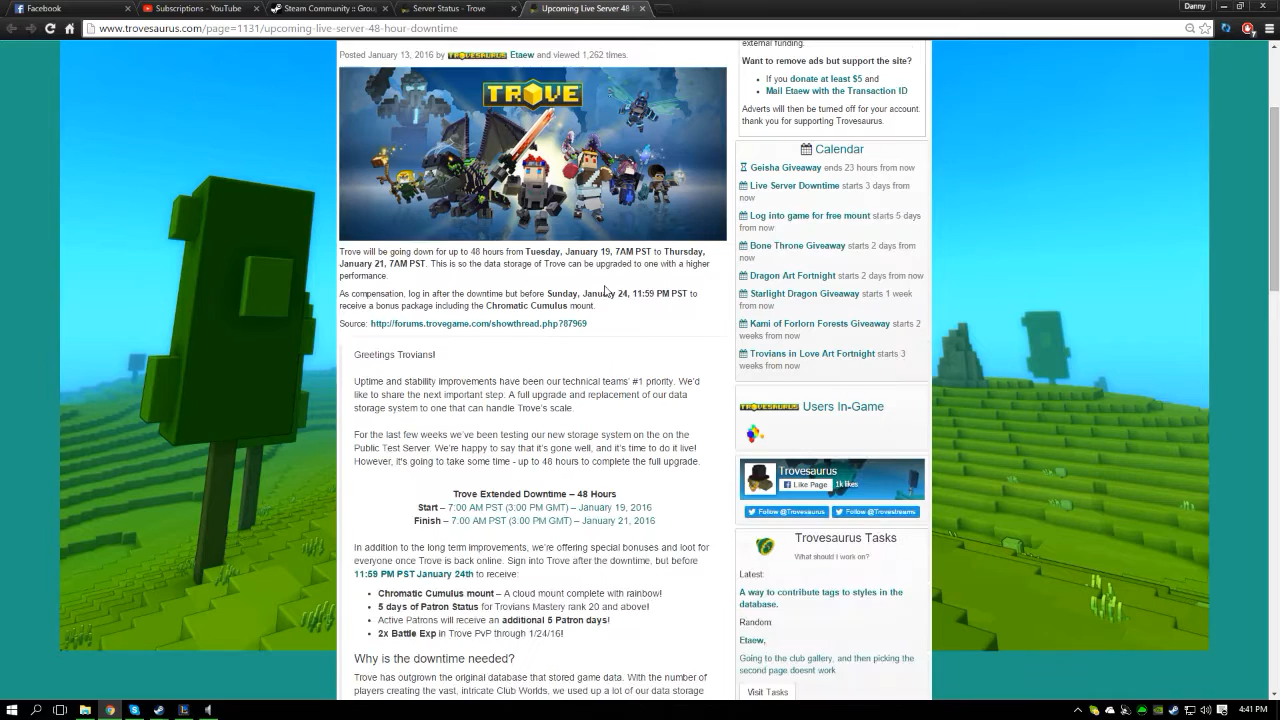 Facebook
Subscriptions - YouTube
Steam Community :: Grou
Server Status - Trove
Upcoming Live Server 48
Danny
www.trovesaurus.com/page=1131/upcoming-live-server-48-hour-downtime
Posted January 13, 2016 by TROVESAURUS Etaew and viewed 1,262 times.
TROVE
Trove will be going down for up to 48 hours from Tuesday, January 19, 7AM PST to Thursday,
January 21, 7AM PST. This is so the data storage of Trove can be upgraded to one with a higher
performance.
As compensation, log in after the downtime but before Sunday, January 24, 11:59 PM PST to
receive a bonus package including the Chromatic Cumulus mount.
Source: http://forums.trovegame.com/showthread.php?87969
Greetings Trovians!
Uptime and stability improvements have been our technical teams' #1 priority. We'd
like to share the next important step: A full upgrade and replacement of our data
storage system to one that can handle Trove's scale.
For the last few weeks we've been testing our new storage system on the on the
Public Test Server. We're happy to say that it's gone well, and it's time to do it live!
However, it's going to take some time - up to 48 hours to complete the full upgrade.
Trove Extended Downtime – 48 Hours
Start – 7:00 AM PST (3:00 PM GMT) – January 19, 2016
Finish – 7:00 AM PST (3:00 PM GMT) – January 21, 2016
In addition to the long term improvements, we're offering special bonuses and loot for
everyone once Trove is back online. Sign into Trove after the downtime, but before
11:59 PM PST January 24th to receive:
• Chromatic Cumulus mount – A cloud mount complete with rainbow!
• 5 days of Patron Status for Trovians Mastery rank 20 and above!
• Active Patrons will receive an additional 5 Patron days!
• 2x Battle Exp in Trove PvP through 1/24/16!
Why is the downtime needed?
Trove has outgrown the original database that stored game data. With the number of
players creating the vast, intricate Club Worlds, we used up a lot of our data storage
external funding.
Want to remove ads but support the site?
• If you donate at least $5 and
• Mail Etaew with the Transaction ID
Adverts will then be turned off for your account.
thank you for supporting Trovesaurus.
Calendar
Geisha Giveaway ends 23 hours from now
Live Server Downtime starts 3 days from
now
Log into game for free mount starts 5 days
from now
Bone Throne Giveaway starts 2 days from
now
Dragon Art Fortnight starts 2 days from now
Starlight Dragon Giveaway starts 1 week
from now
Kami of Forlorn Forests Giveaway starts 2
weeks from now
Trovians in Love Art Fortnight starts 3
weeks from now
TROVESAURUS Users In-Game
Trovesaurus
Like Page 1k likes
Follow @Trovesaurus
Follow @Trovestreams
Trovesaurus Tasks
What should I work on?
Latest:
A way to contribute tags to styles in the
database.
Random:
Etaew,
Going to the club gallery, and then picking the
second page doesnt work
Visit Tasks
4:41 PM